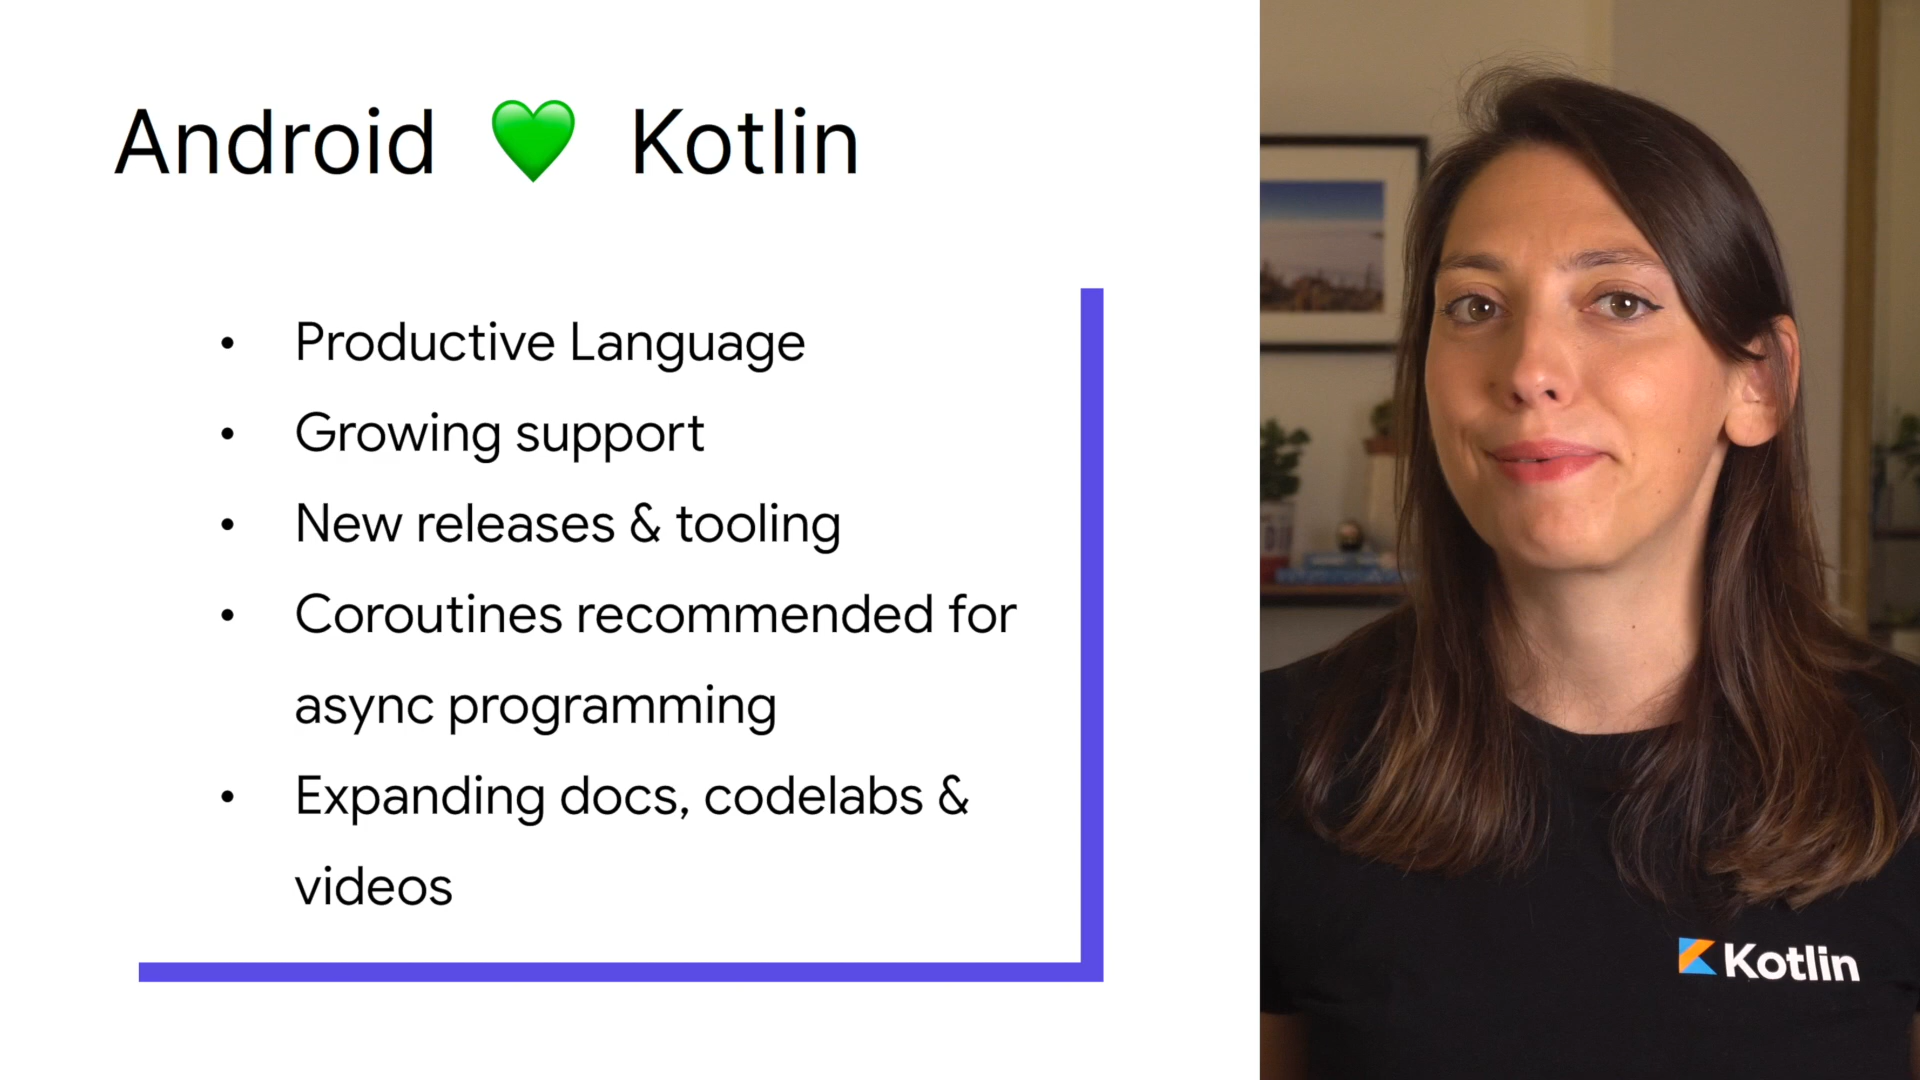 Android 💚 Kotlin
• Productive Language
• Growing support
• New releases & tooling
• Coroutines recommended for
async programming
• Expanding docs, codelabs &
videos
Kotlin